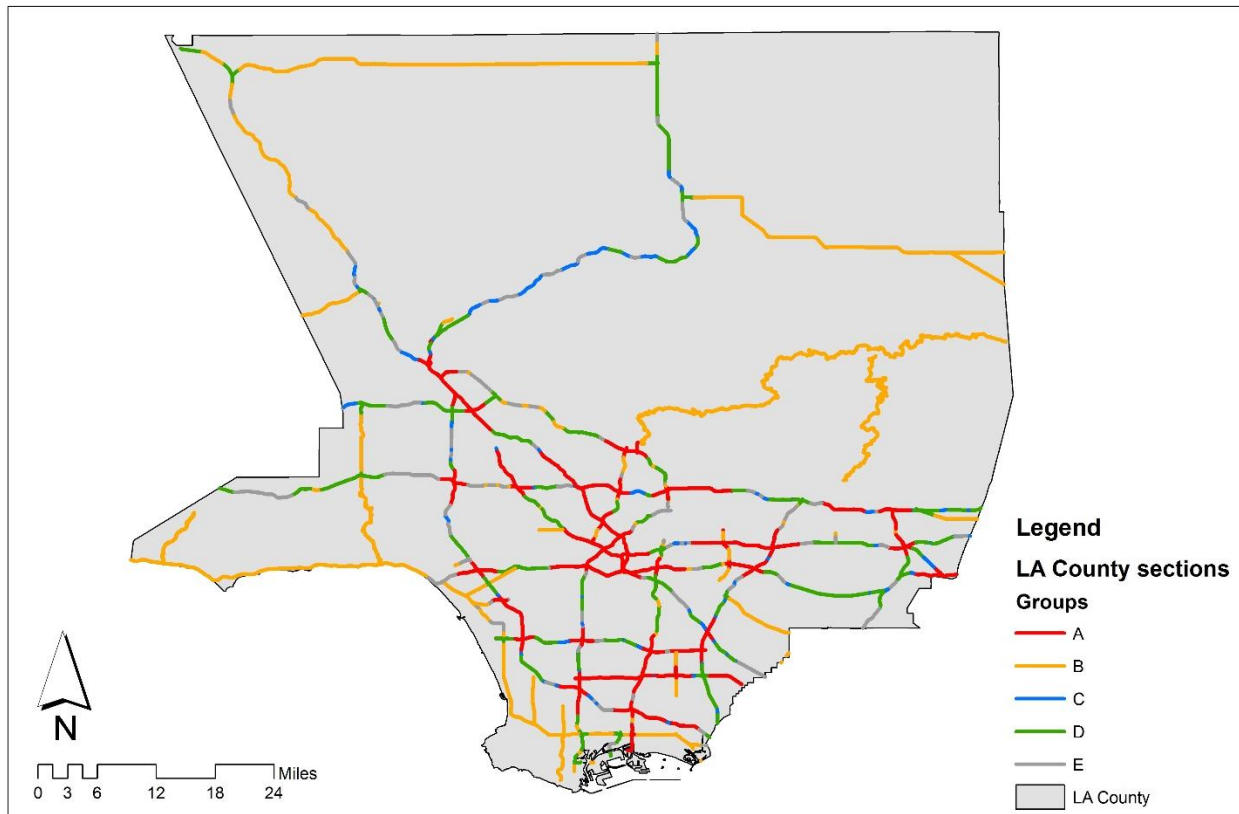 Legend
LA County sections
Groups
A
B
C
D
E
LA County
N
Miles
0 3 6 12 18 24